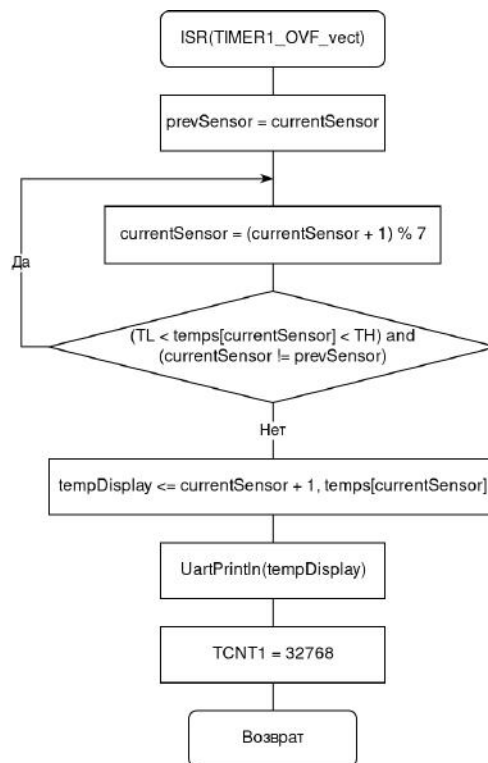 ISR(TIMER1_OVF_vect)
prevSensor = currentSensor
currentSensor = (currentSensor + 1) % 7
Да
(TL < temps[currentSensor] < TH) and
(currentSensor != prevSensor)
Нет
tempDisplay <= currentSensor + 1, temps[currentSensor]
UartPrintln(tempDisplay)
TCNT1 = 32768
Возврат